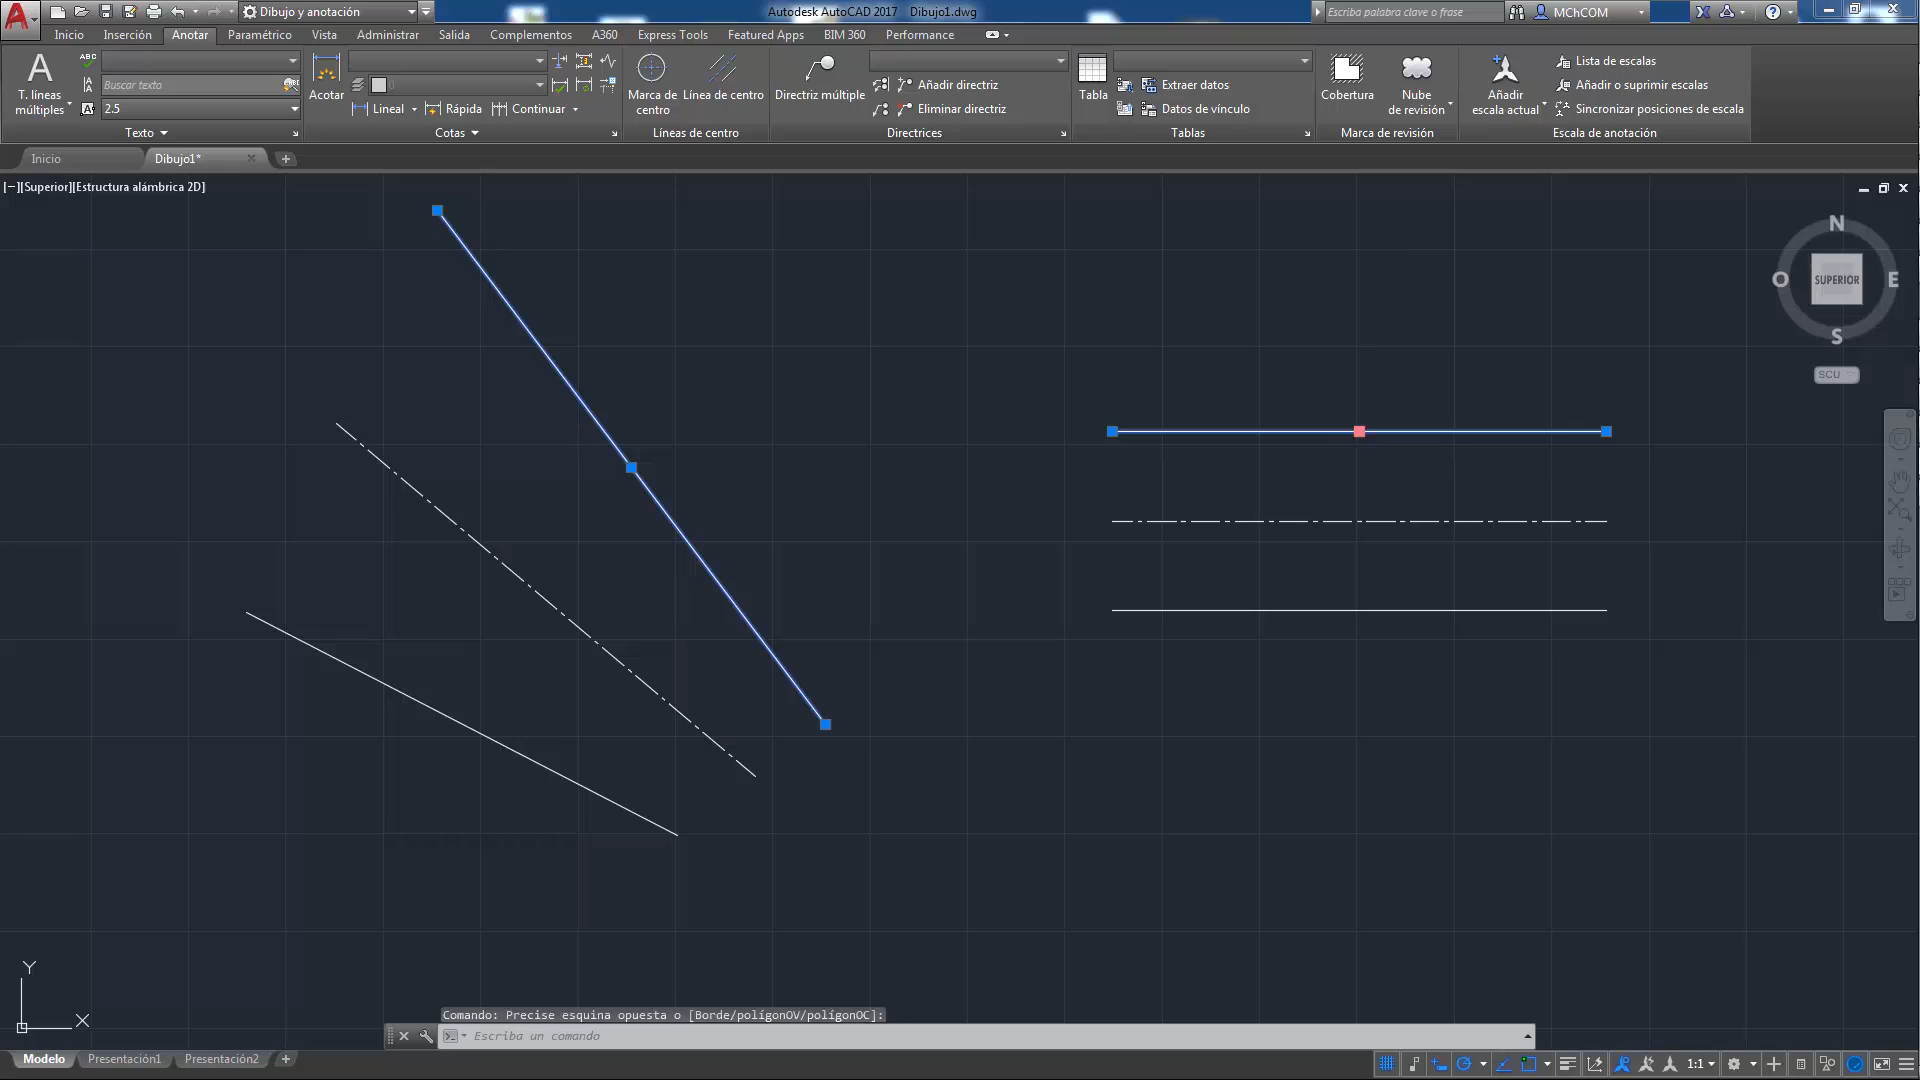 Dibujo y anotación
Autodesk AutoCAD 2017 Dibujo1.dwg
Escriba palabra clave o frase
MChCOM
Inicio Inserción Anotar Paramétrico Vista Administrar Salida Complementos A360 Express Tools Featured Apps BIM 360 Performance
A
T. líneas múltiples
ABC
Buscar texto
2.5
Texto
Acotar
0
Lineal Rápida Continuar
Cotas
Marca de centro
Línea de centro
Líneas de centro
Directriz múltiple
Añadir directriz
Eliminar directriz
Directrices
Tabla
Extraer datos
Datos de vínculo
Tablas
Cobertura
Nube de revisión
Marca de revisión
Añadir escala actual
Lista de escalas
Añadir o suprimir escalas
Sincronizar posiciones de escala
Escala de anotación
Inicio Dibujo1*
[−][Superior][Estructura alámbrica 2D]
N
O SUPERIOR E
S
SCU
Y
X
Comando: Precise esquina opuesta o [Borde/polígonOV/polígonOC]:
Escriba un comando
Modelo Presentación1 Presentación2
1:1